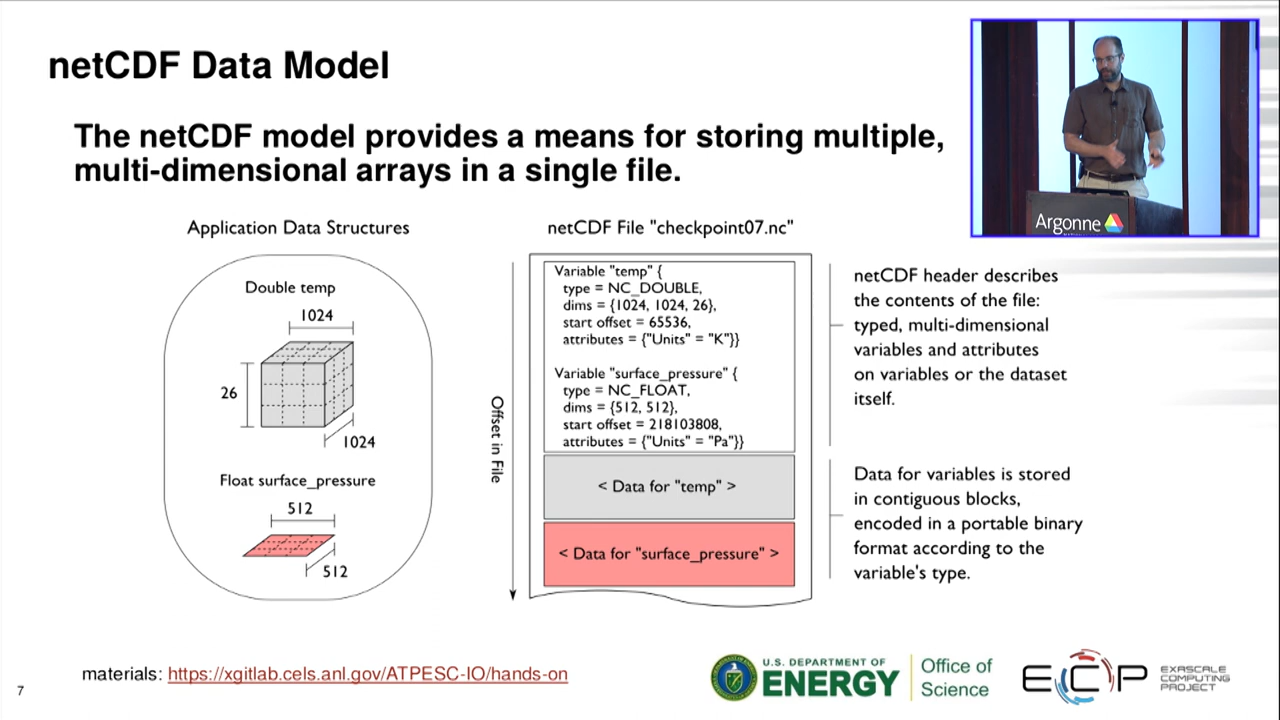 netCDF Data Model
The netCDF model provides a means for storing multiple,
multi-dimensional arrays in a single file.
Application Data Structures
Double temp
1024
26
1024
Float surface_pressure
512
512
netCDF File "checkpoint07.nc"
Offset in File
Variable "temp" {
type = NC_DOUBLE,
dims = {1024, 1024, 26},
start offset = 65536,
attributes = {"Units" = "K"}}
Variable "surface_pressure" {
type = NC_FLOAT,
dims = {512, 512},
start offset = 218103808,
attributes = {"Units" = "Pa"}}
< Data for "temp" >
< Data for "surface_pressure" >
netCDF header describes
the contents of the file:
typed, multi-dimensional
variables and attributes
on variables or the dataset
itself.
Data for variables is stored
in contiguous blocks,
encoded in a portable binary
format according to the
variable's type.
Argonne
materials: https://xgitlab.cels.anl.gov/ATPESC-IO/hands-on
7
U.S. DEPARTMENT OF
ENERGY
Office of
Science
ECP
EXASCALE
COMPUTING
PROJECT